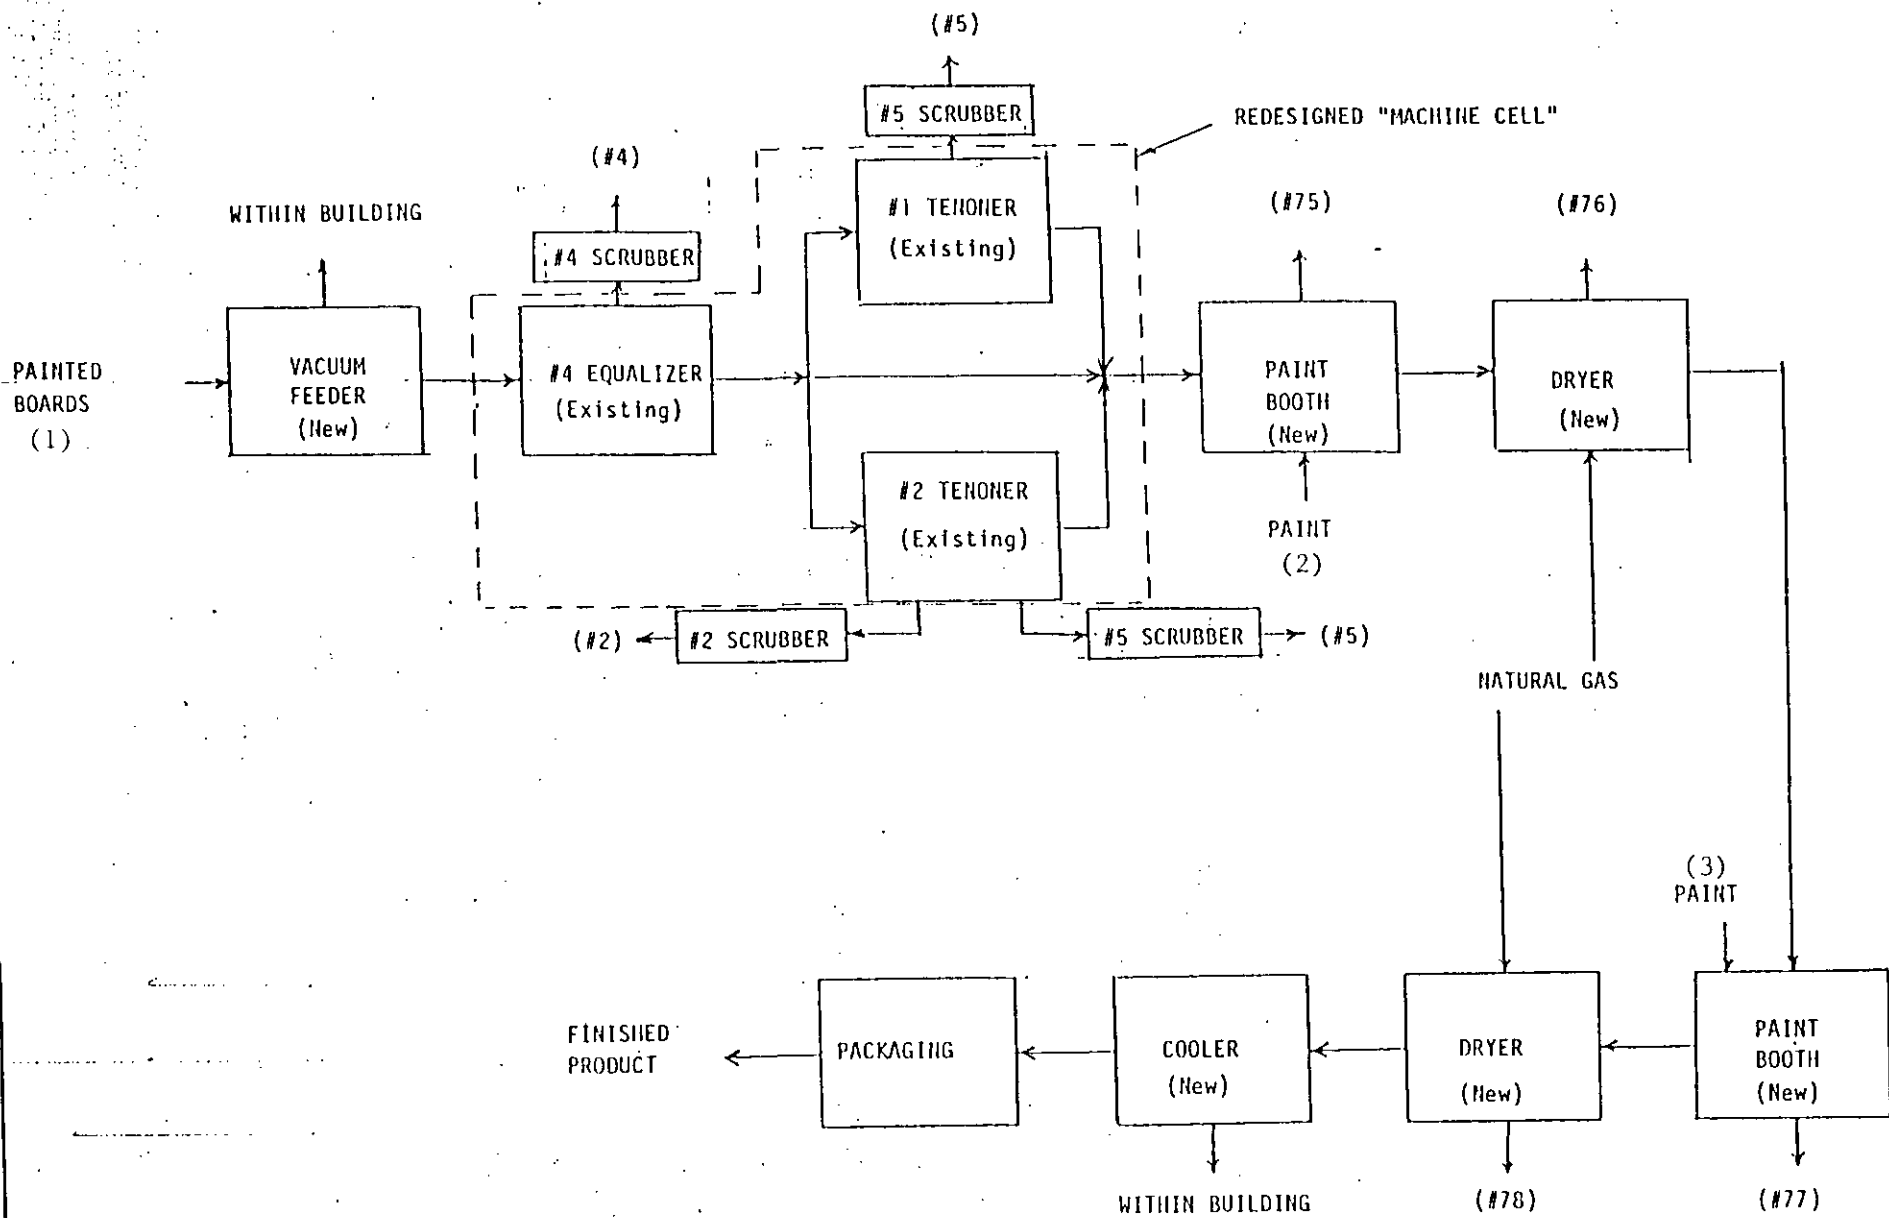 (#5)
#5 SCRUBBER
REDESIGNED "MACHINE CELL"
(#4)
#4 SCRUBBER
WITHIN BUILDING
#1 TENONER
(Existing)
(#75)
(#76)
PAINTED
BOARDS
(1)
VACUUM
FEEDER
(New)
#4 EQUALIZER
(Existing)
PAINT
BOOTH
(New)
DRYER
(New)
#2 TENONER
(Existing)
PAINT
(2)
(#2)
#2 SCRUBBER
#5 SCRUBBER
(#5)
NATURAL GAS
(3)
PAINT
FINISHED
PRODUCT
PACKAGING
COOLER
(New)
DRYER
(New)
PAINT
BOOTH
(New)
WITHIN BUILDING
(#78)
(#77)